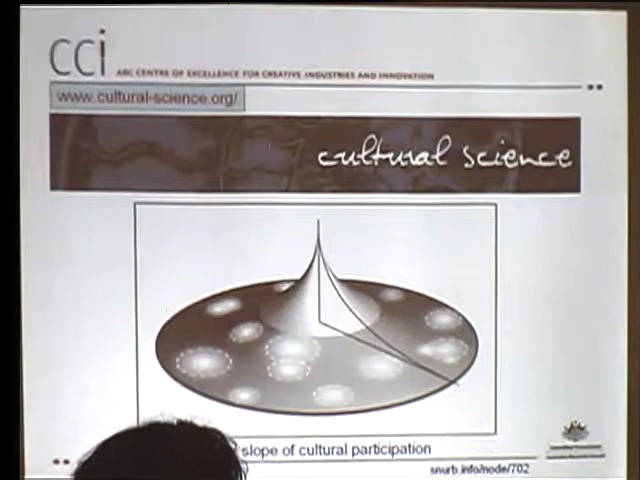 cci ARC CENTRE OF EXCELLENCE FOR CREATIVE INDUSTRIES AND INNOVATION
www.cultural-science.org/
cultural science
slope of cultural participation
snurb.info/node/702